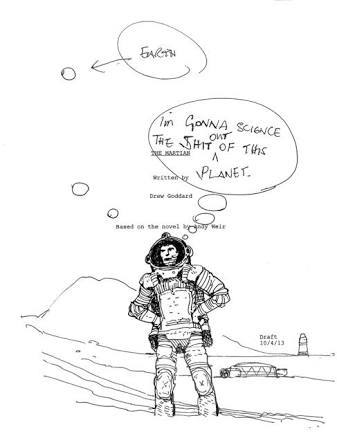 EARTH
I'm GONNA SCIENCE
OUT
THE SHIT OF THIS
PLANET.
THE MARTIAN
Written by
Drew Goddard
Based on the novel by Andy Weir
Draft
10/4/13